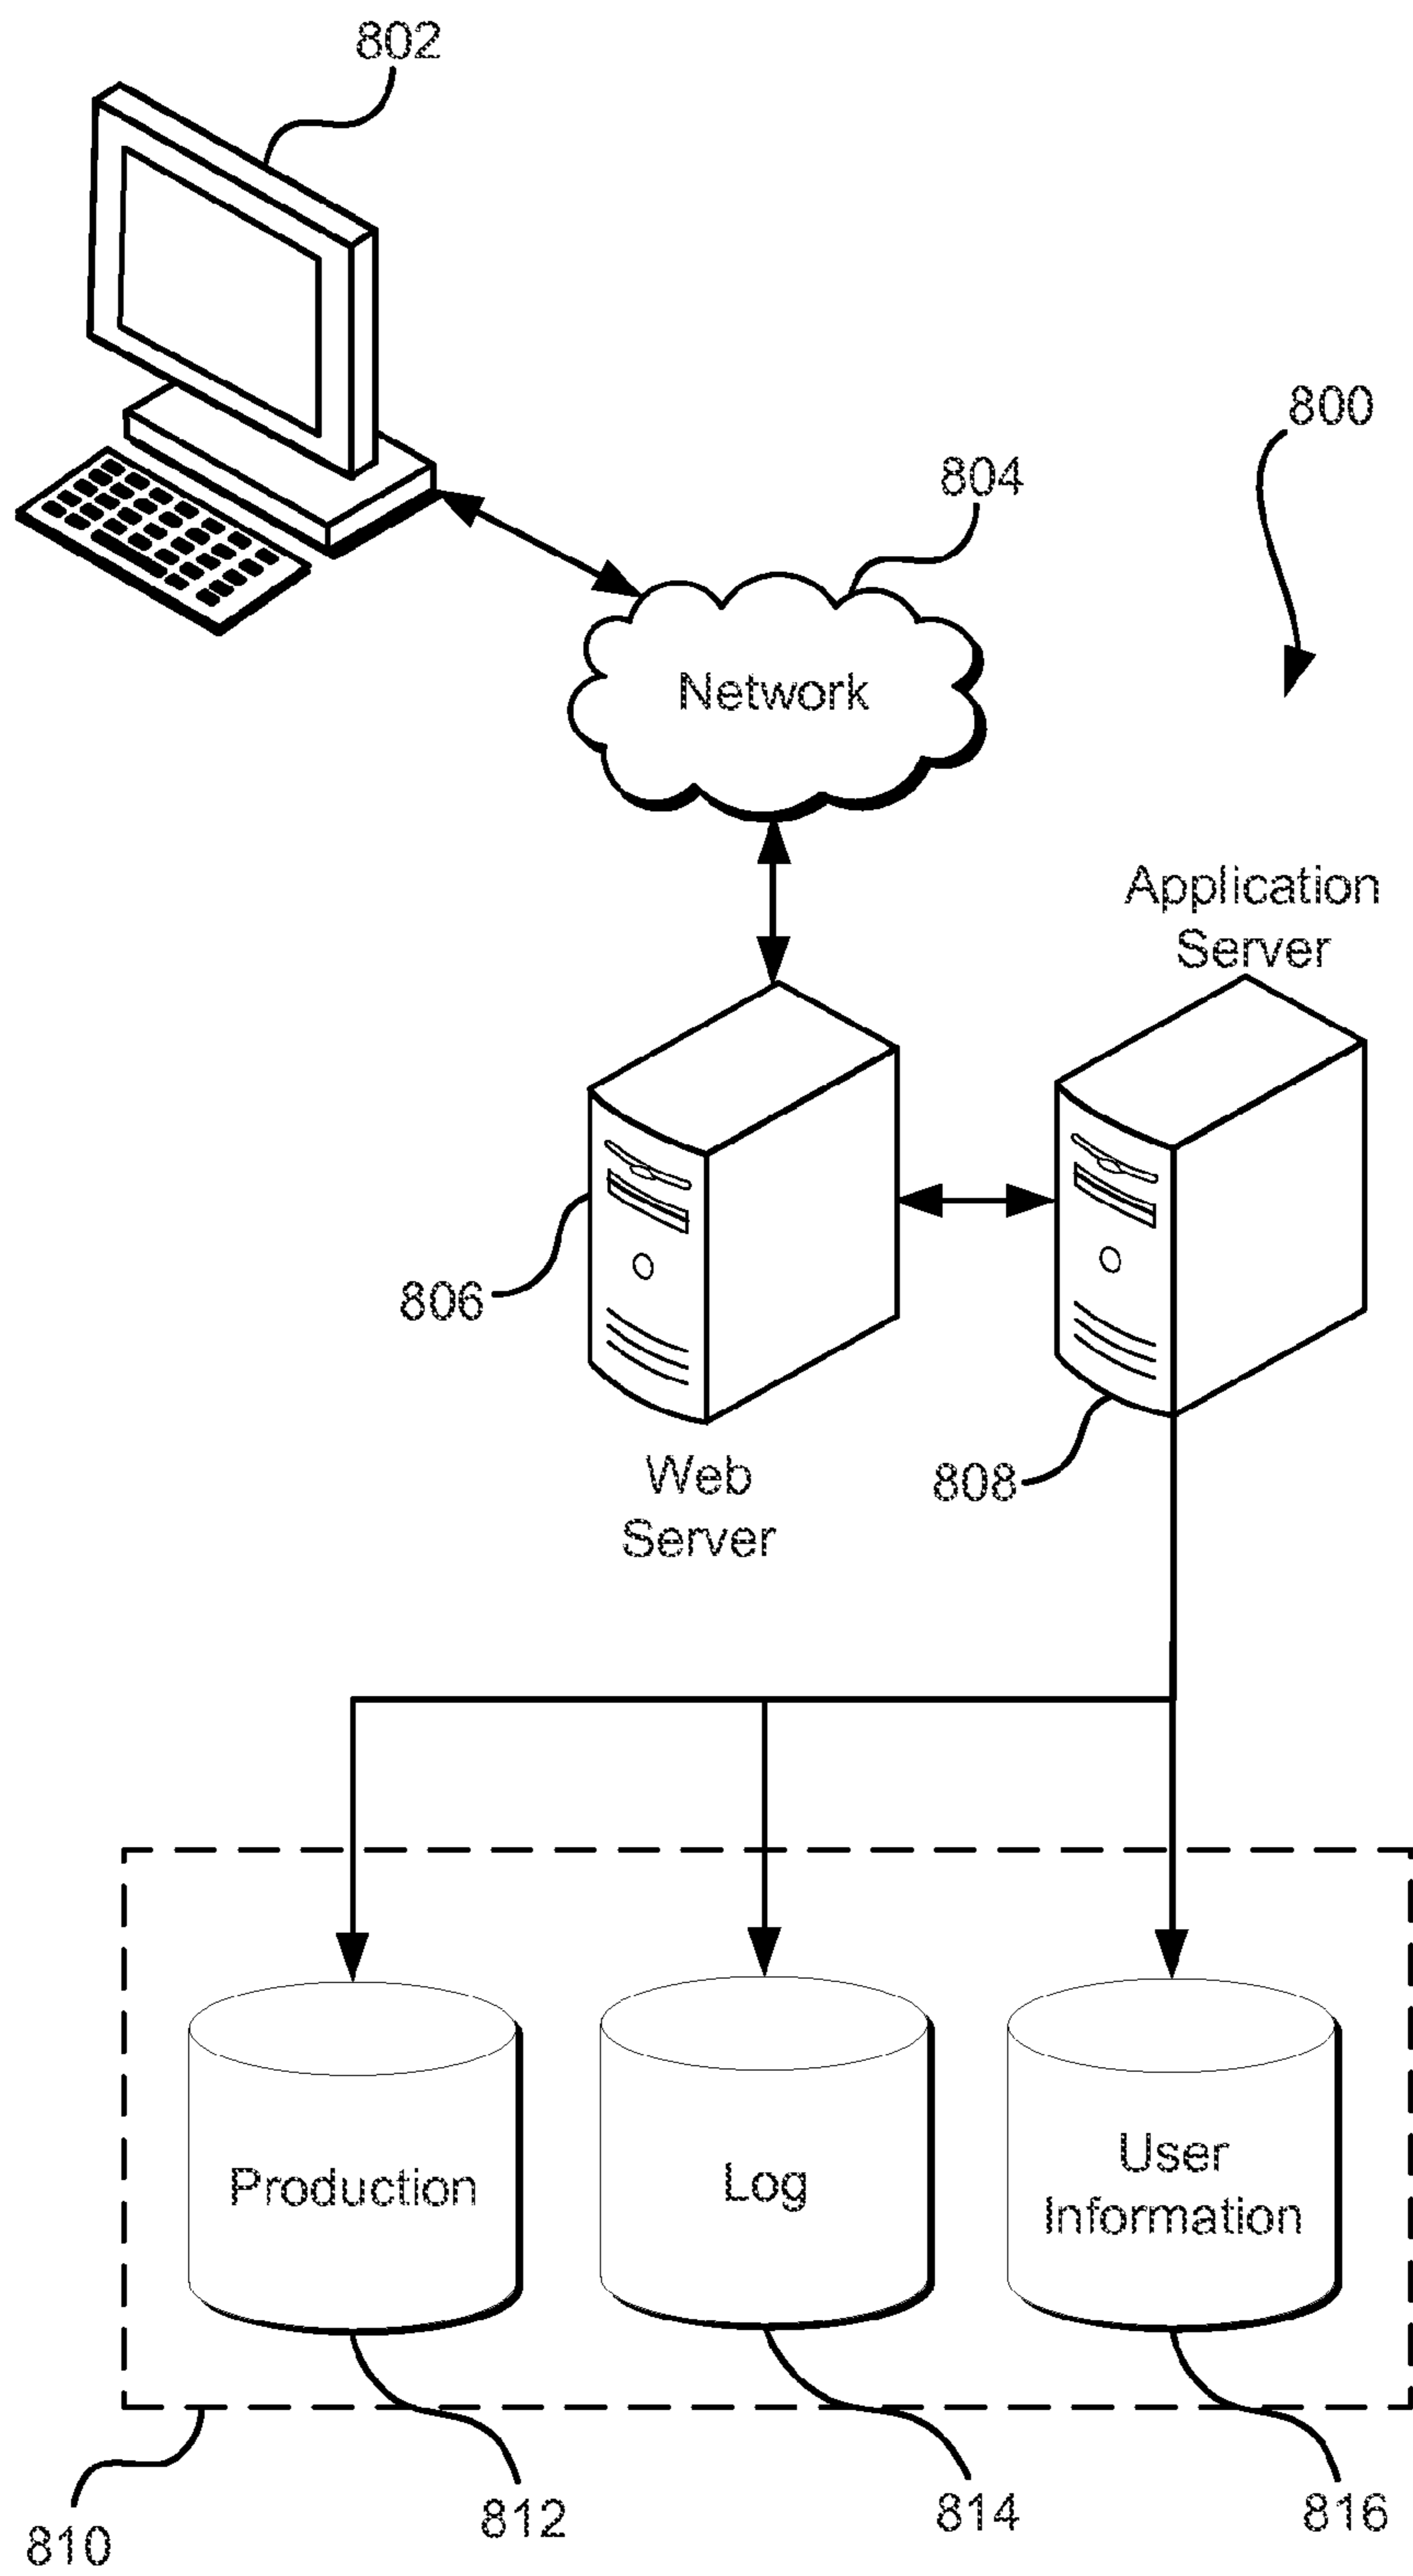 802
800
804
Network
Application
Server
806
808
Web
Server
Production
Log
User
Information
810
812
814
816